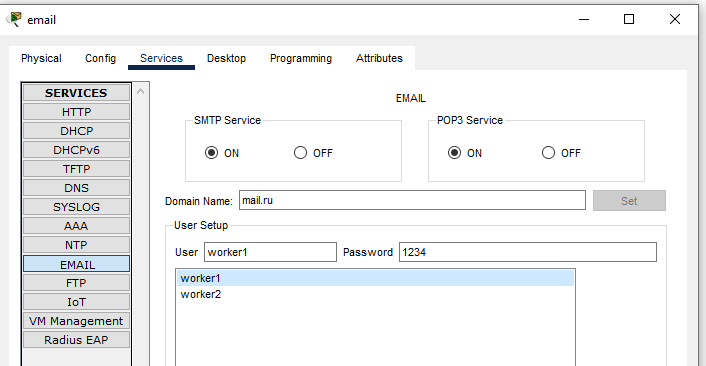 email
Physical Config Services Desktop Programming Attributes
SERVICES
HTTP
DHCP
DHCPv6
TFTP
DNS
SYSLOG
AAA
NTP
EMAIL
FTP
IoT
VM Management
Radius EAP
EMAIL
SMTP Service
ON OFF
POP3 Service
ON OFF
Domain Name: mail.ru Set
User Setup
User worker1 Password 1234
worker1
worker2